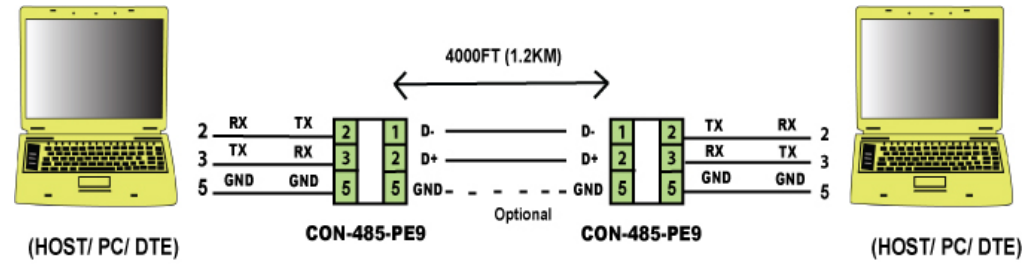 4000FT (1.2KM)
2 RX TX 2 1 D- D- 1 2 TX RX 2
3 TX RX 3 2 D+ D+ 2 3 RX TX 3
5 GND GND 5 5 GND GND 5 5 GND GND 5
Optional
CON-485-PE9 CON-485-PE9
(HOST/ PC/ DTE) (HOST/ PC/ DTE)